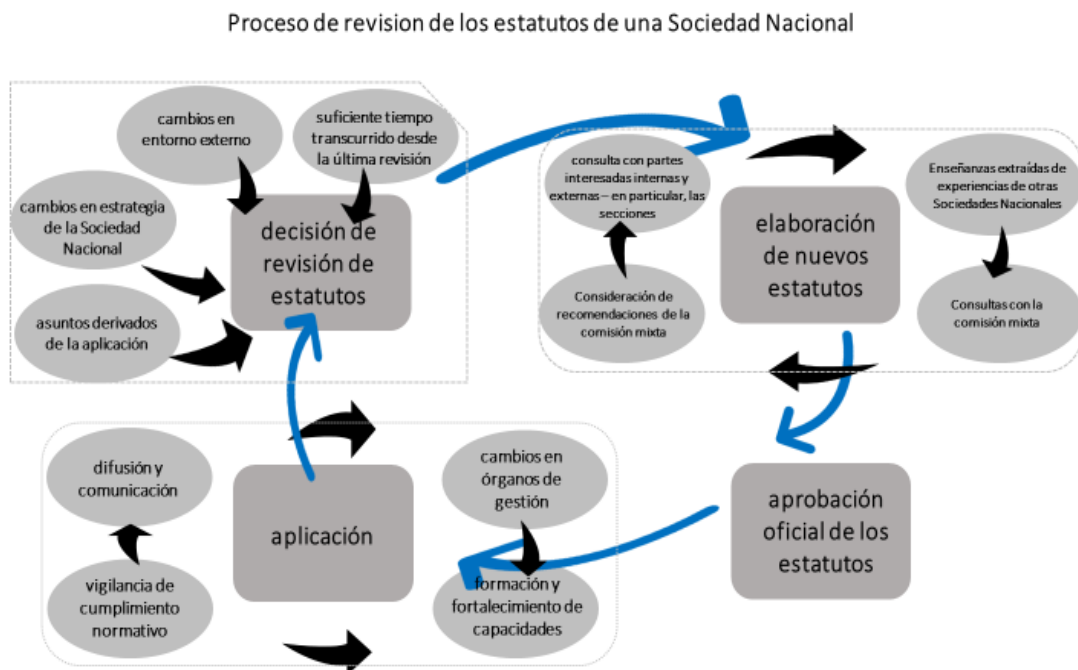 Proceso de revision de los estatutos de una Sociedad Nacional
cambios en
entorno externo
suficiente tiempo
transcurrido desde
la última revisión
cambios en estrategia
de la Sociedad
Nacional
asuntos derivados
de la aplicación
decisión de
revisión de
estatutos
consulta con partes
interesadas internas y
externas – en particular, las
secciones
Consideración de
recomendaciones de la
comisión mixta
elaboración
de nuevos
estatutos
Enseñanzas extraídas de
experiencias de otras
Sociedades Nacionales
Consultas con la
comisión mixta
difusión y
comunicación
vigilancia de
cumplimiento
normativo
aplicación
cambios en
órganos de
gestión
formación y
fortalecimiento de
capacidades
aprobación
oficial de los
estatutos